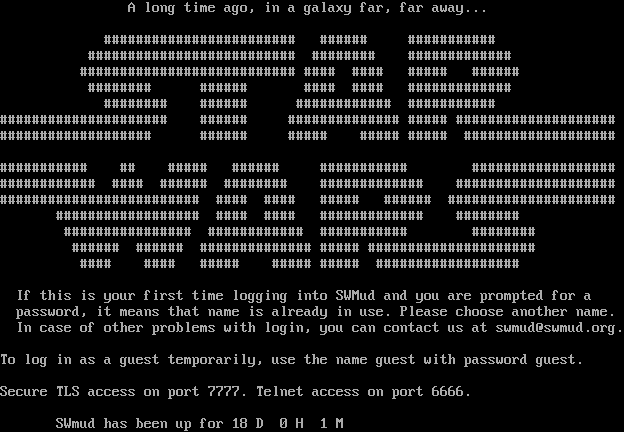 A long time ago, in a galaxy far, far away...
STAR
WARS
If this is your first time logging into SWMud and you are prompted for a
password, it means that name is already in use. Please choose another name.
In case of other problems with login, you can contact us at swmud@swmud.org.
To log in as a guest temporarily, use the name guest with password guest.
Secure TLS access on port 7777. Telnet access on port 6666.
SWmud has been up for 18 D  0 H  1 M